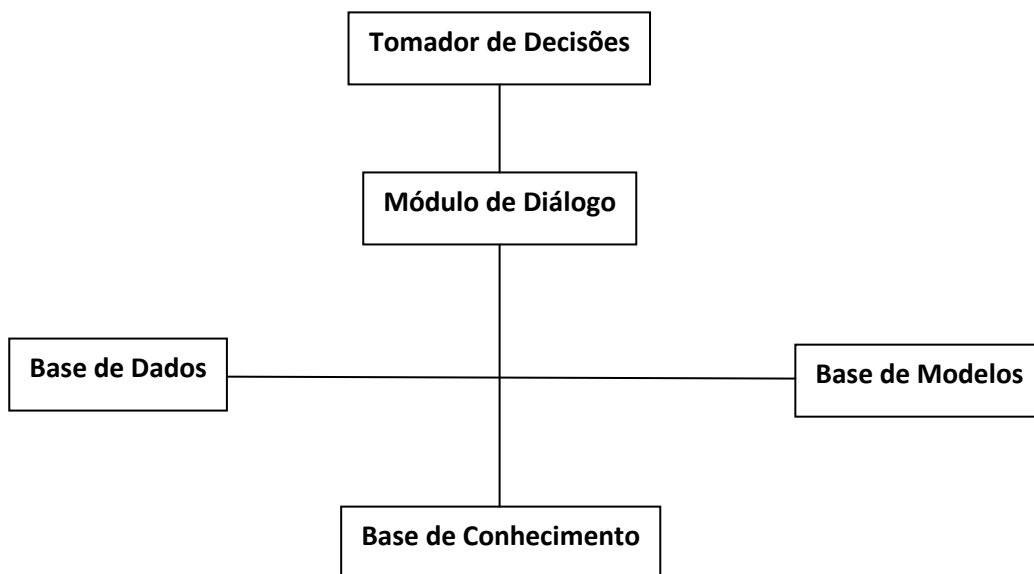 Tomador de Decisões
Módulo de Diálogo
Base de Dados
Base de Modelos
Base de Conhecimento